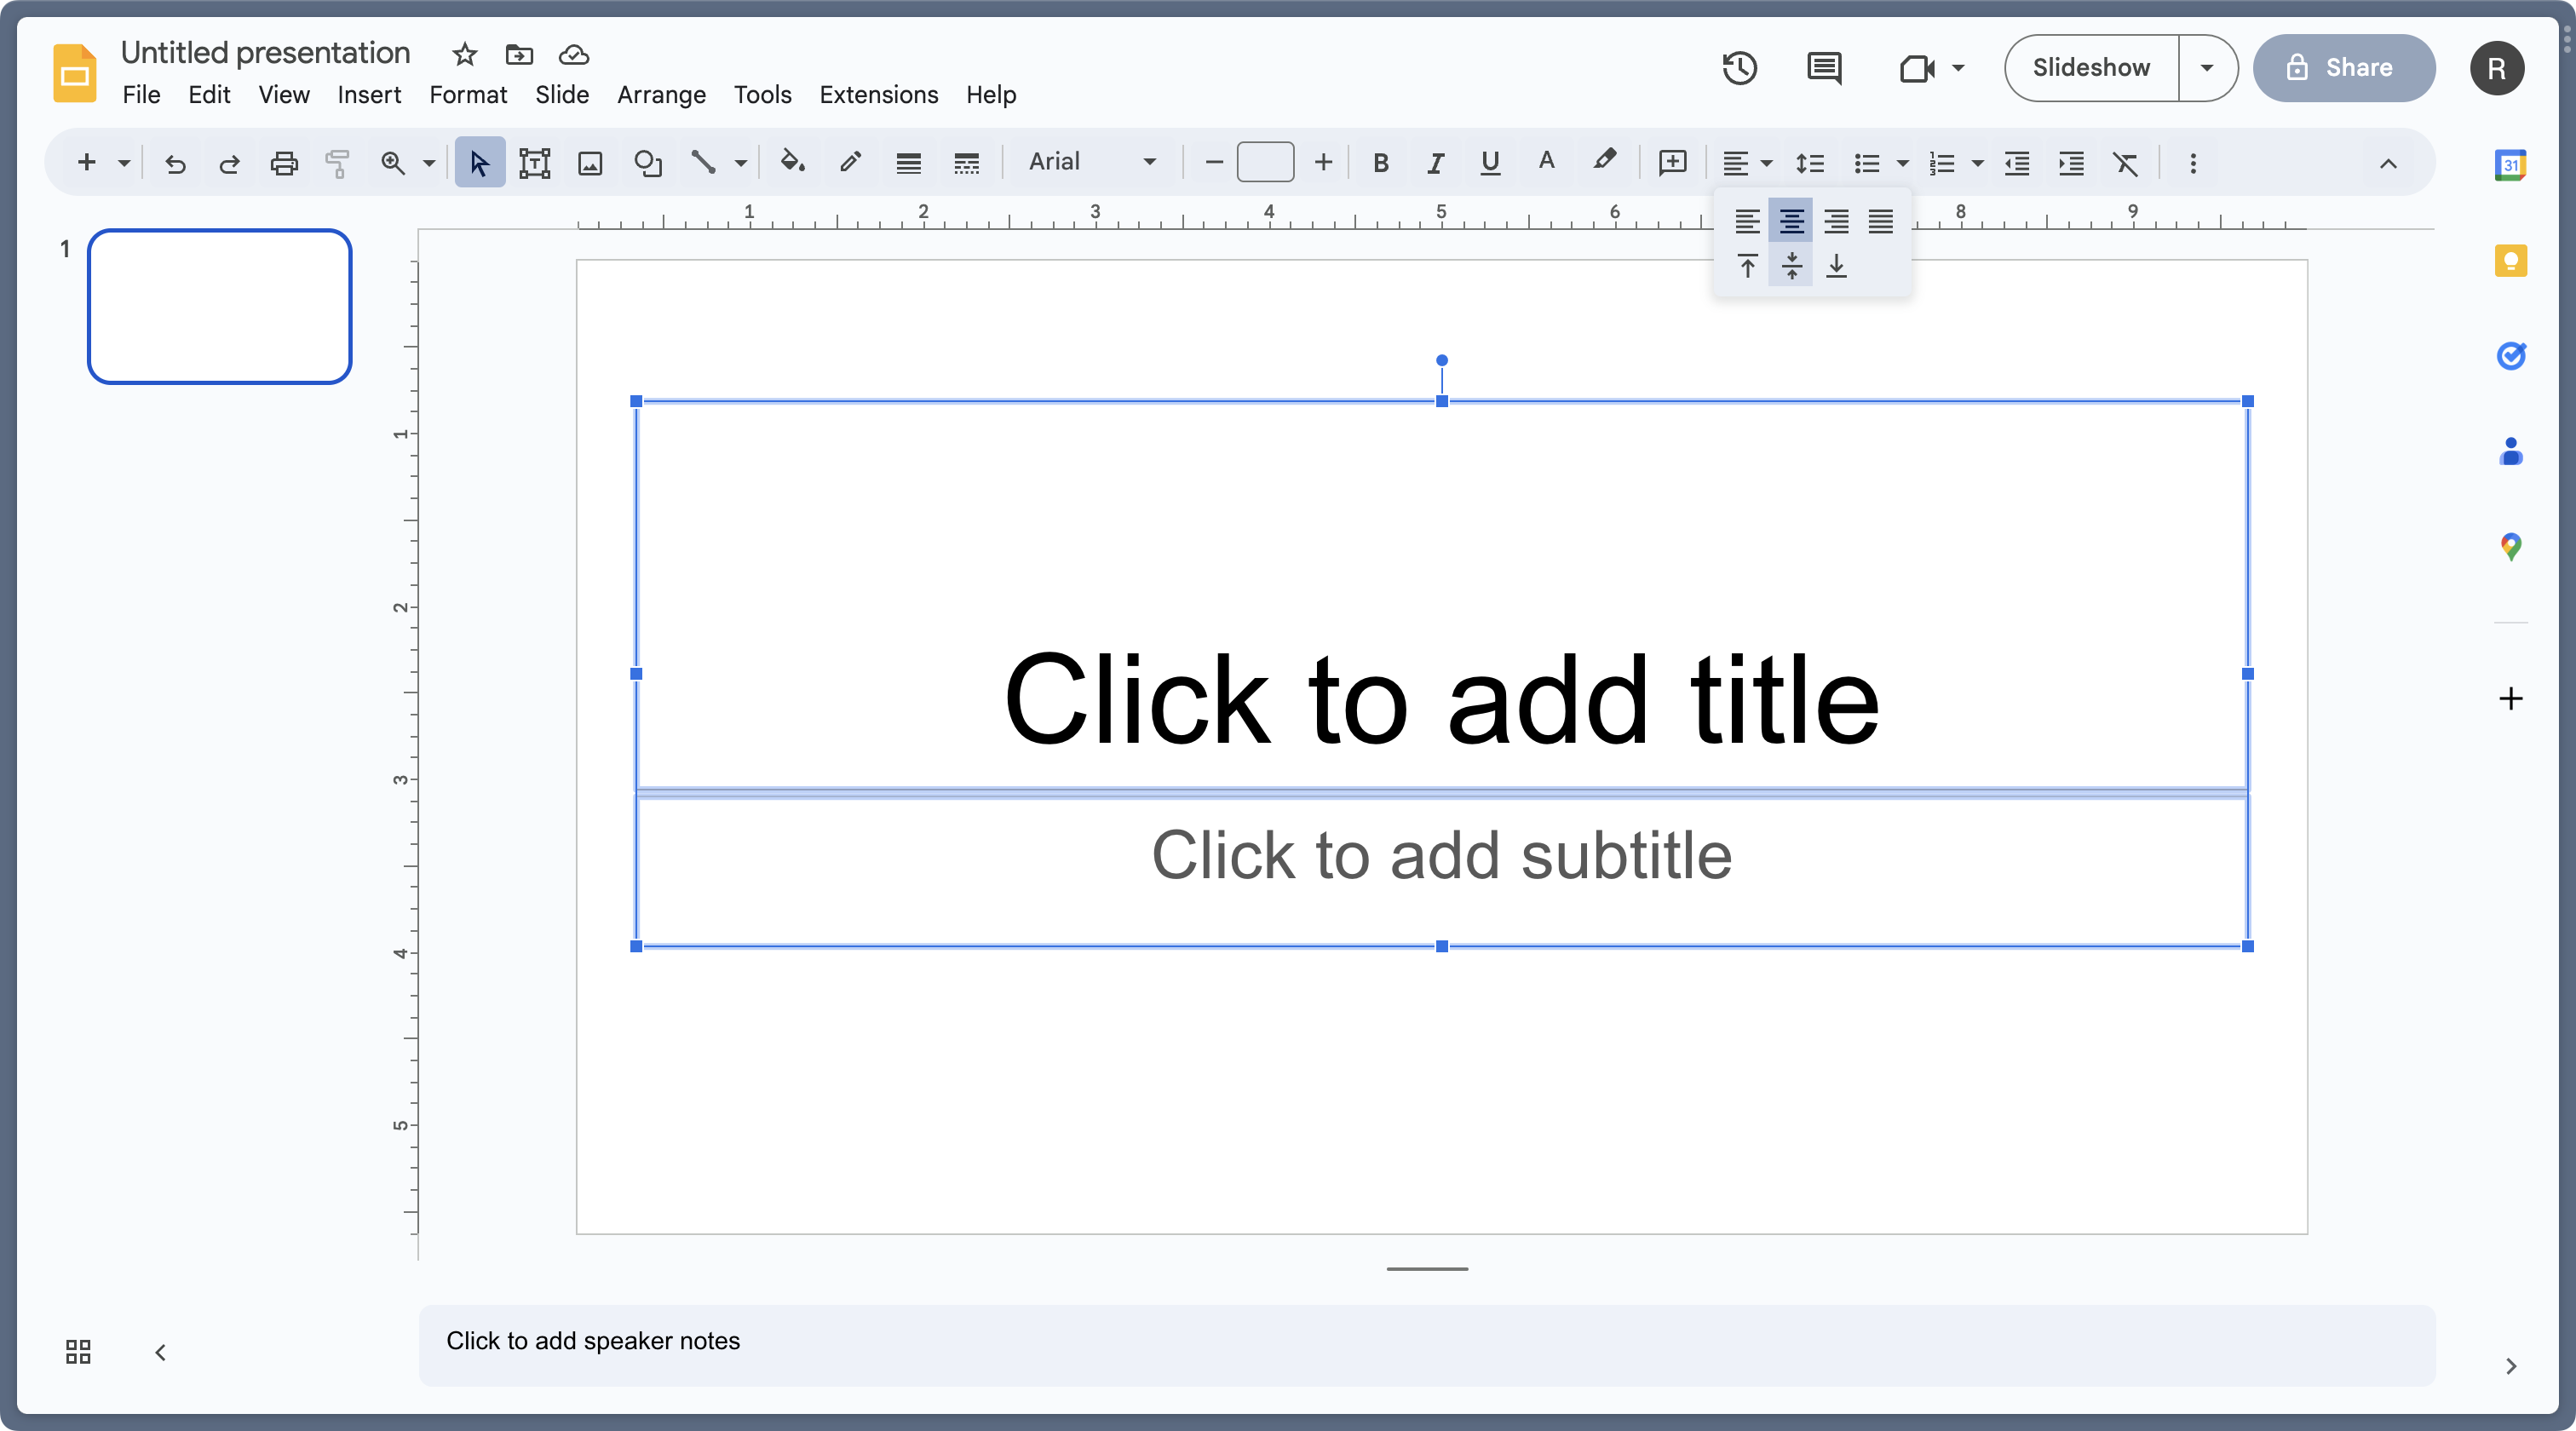 Untitled presentation
File Edit View Insert Format Slide Arrange Tools Extensions Help
Slideshow
Share
R
Arial
B I U A
31
1 2 3 4 5 6 8 9
1
1
2
3
4
5
Click to add title
Click to add subtitle
Click to add speaker notes